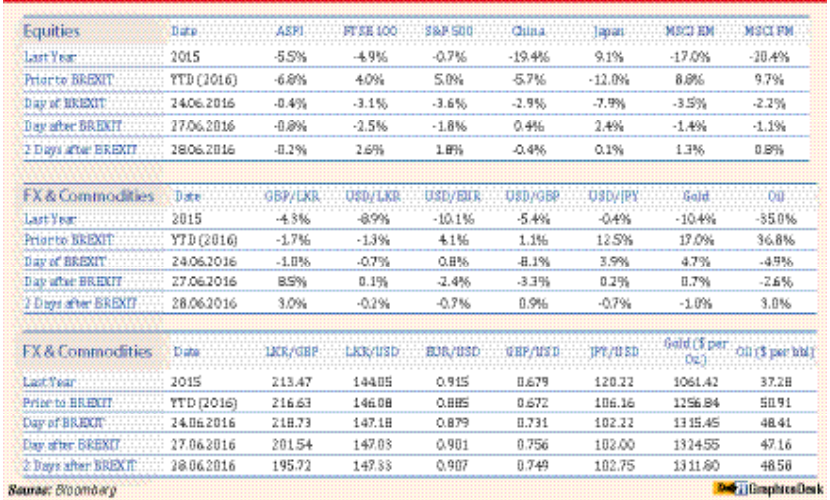 Equities Date ASPI FTSE 100 S&P 500 China Japan MSCI EM MSCI FM
Last Year 2015 -5.5% -4.9% -0.7% -19.4% 9.1% -17.0% -20.4%
Prior to BREXIT YTD (2016) -6.8% 4.0% 5.0% -5.7% -12.0% 8.8% 9.7%
Day of BREXIT 24.06.2016 -0.4% -3.1% -3.6% -2.9% -7.9% -3.5% -2.2%
Day after BREXIT 27.06.2016 -0.8% -2.5% -1.8% 0.4% 2.4% -1.4% -1.1%
2 Days after BREXIT 28.06.2016 -0.2% 2.6% 1.8% -0.4% 0.1% 1.3% 0.8%
FX & Commodities Date GBP/LKR USD/LKR USD/EUR USD/GBP USD/JPY Gold Oil
Last Year 2015 -4.3% -8.9% -10.1% -5.4% -0.4% -10.4% -35.0%
Prior to BREXIT YTD (2016) -1.7% -1.3% 4.1% 1.1% 12.5% 17.0% 36.8%
Day of BREXIT 24.06.2016 -1.0% -0.7% 0.8% -8.1% 3.9% 4.7% -4.9%
Day after BREXIT 27.06.2016 8.5% 0.1% -2.4% -3.3% 0.2% 0.7% -2.6%
2 Days after BREXIT 28.06.2016 3.0% -0.2% -0.7% 0.9% -0.7% -1.0% 3.0%
FX & Commodities Date LKR/GBP LKR/USD EUR/USD GBP/USD JPY/USD Gold ($ per Oz.) Oil ($ per bbl)
Last Year 2015 213.47 144.05 0.915 0.679 120.22 1061.42 37.28
Prior to BREXIT YTD (2016) 216.63 146.08 0.885 0.672 106.16 1256.84 50.91
Day of BREXIT 24.06.2016 218.73 147.18 0.879 0.731 102.22 1315.45 48.41
Day after BREXIT 27.06.2016 201.54 147.03 0.901 0.756 102.00 1324.55 47.16
2 Days after BREXIT 28.06.2016 195.72 147.33 0.907 0.749 102.75 1311.80 48.58
Source: Bloomberg
GraphicsDesk